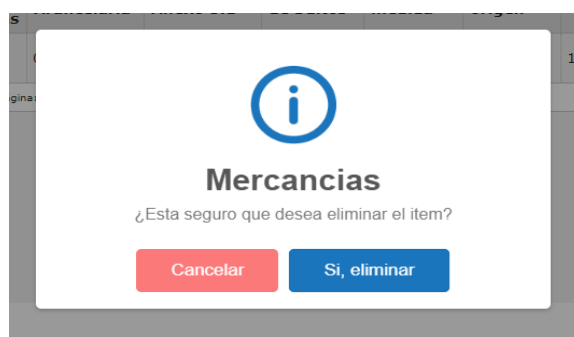 Mercancias
¿Esta seguro que desea eliminar el item?
Cancelar
Si, eliminar